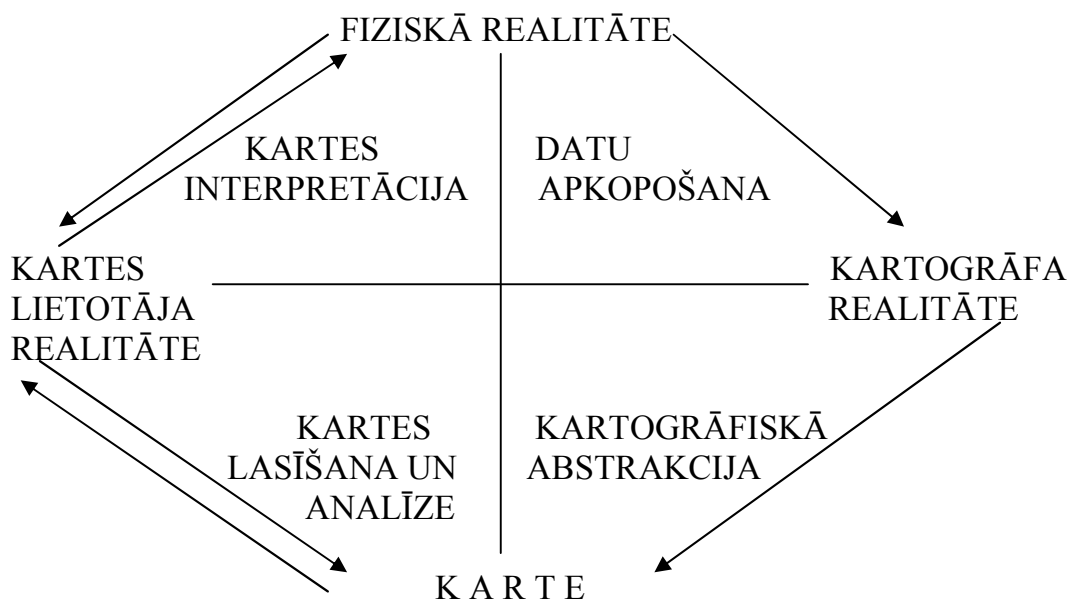 FIZISKĀ REALITĀTE
KARTES
INTERPRETĀCIJA
DATU
APKOPOŠANA
KARTES
LIETOTĀJA
REALITĀTE
KARTOGRĀFA
REALITĀTE
KARTES
LASĪŠANA UN
ANALĪZE
KARTOGRĀFISKĀ
ABSTRAKCIJA
K A R T E